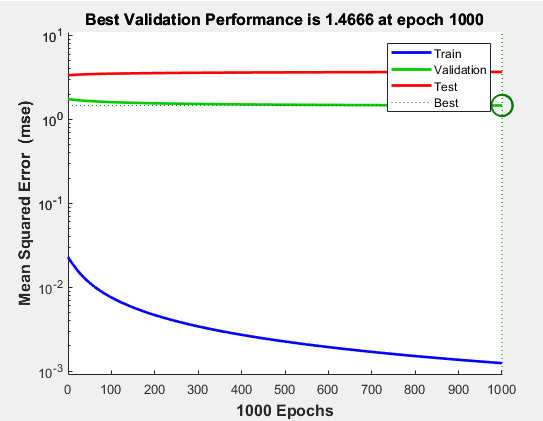 Best Validation Performance is 1.4666 at epoch 1000
Mean Squared Error (mse)
10^1
10^0
10^-1
10^-2
10^-3
Train
Validation
Test
Best
0 100 200 300 400 500 600 700 800 900 1000
1000 Epochs